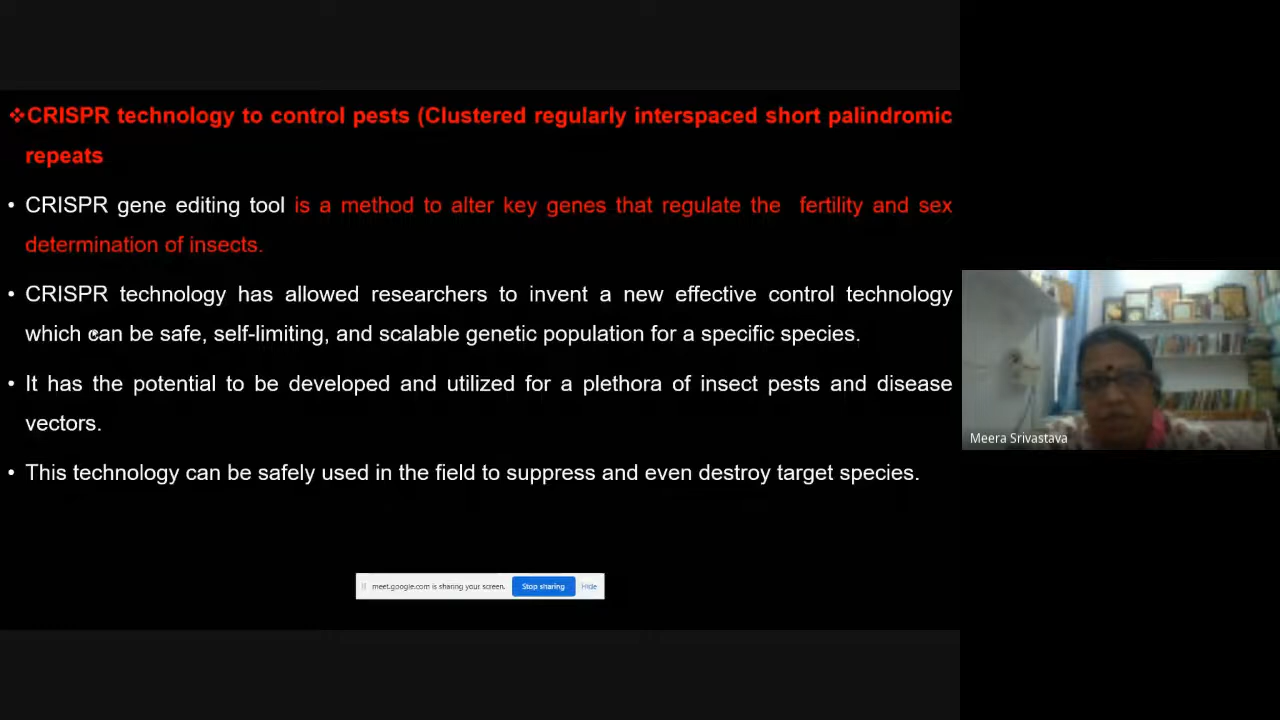 ❖CRISPR technology to control pests (Clustered regularly interspaced short palindromic
repeats
• CRISPR gene editing tool is a method to alter key genes that regulate the fertility and sex
determination of insects.
• CRISPR technology has allowed researchers to invent a new effective control technology
which can be safe, self-limiting, and scalable genetic population for a specific species.
• It has the potential to be developed and utilized for a plethora of insect pests and disease
vectors.
• This technology can be safely used in the field to suppress and even destroy target species.
Meera Srivastava
meet.google.com is sharing your screen. Stop sharing Hide